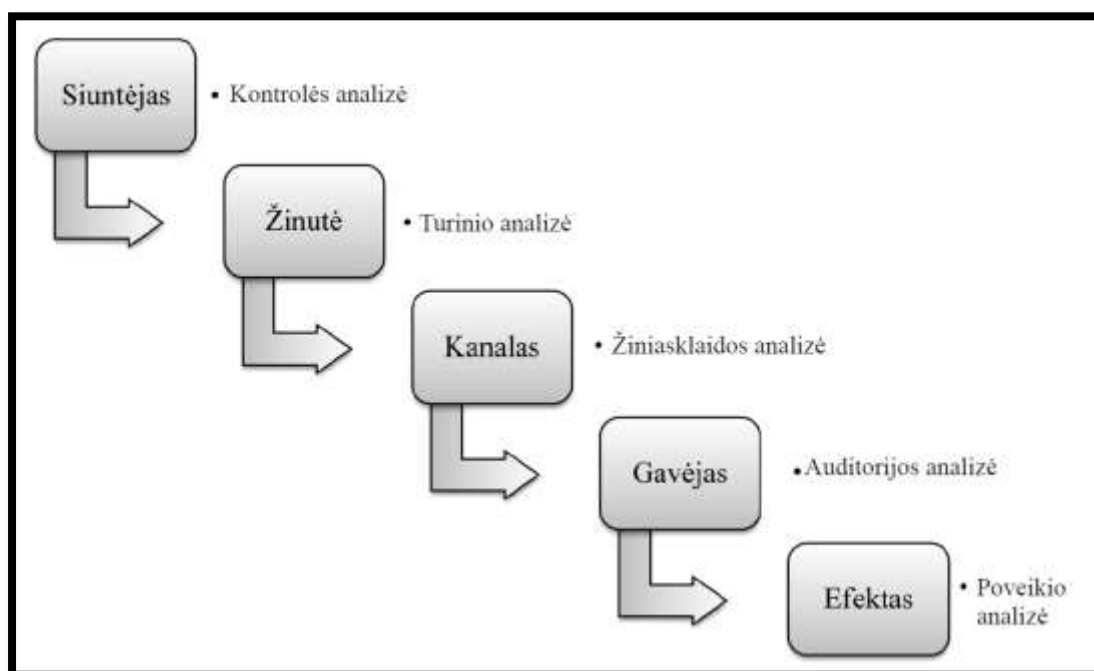 Siuntėjas
• Kontrolės analizė
Žinutė
• Turinio analizė
Kanalas
• Žiniasklaidos analizė
Gavėjas
• Auditorijos analizė
Efektas
• Poveikio
analizė